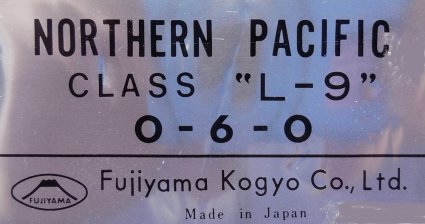 NORTHERN PACIFIC
CLASS "L-9"
0-6-0
FUJIYAMA
Fujiyama Kogyo Co., Ltd.
Made in Japan